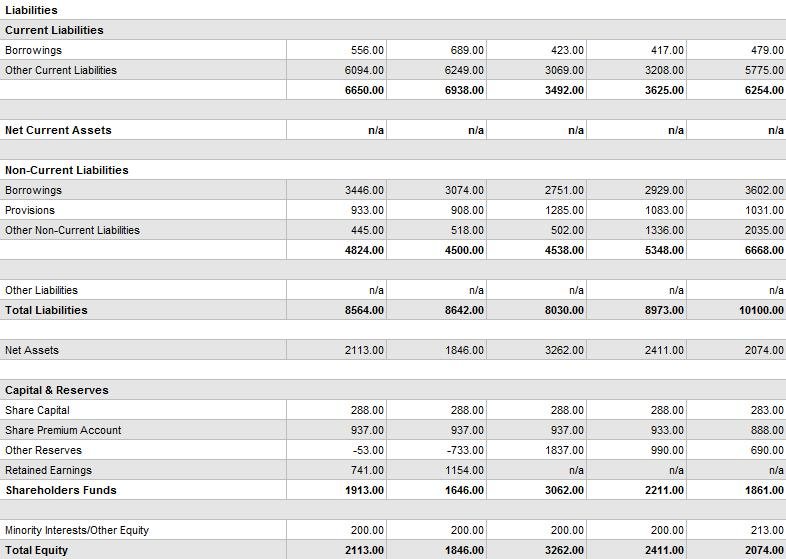 Liabilities
Current Liabilities
Borrowings 556.00 689.00 423.00 417.00 479.00
Other Current Liabilities 6094.00 6249.00 3069.00 3208.00 5775.00
6650.00 6938.00 3492.00 3625.00 6254.00
Net Current Assets n/a n/a n/a n/a n/a
Non-Current Liabilities
Borrowings 3446.00 3074.00 2751.00 2929.00 3602.00
Provisions 933.00 908.00 1285.00 1083.00 1031.00
Other Non-Current Liabilities 445.00 518.00 502.00 1336.00 2035.00
4824.00 4500.00 4538.00 5348.00 6668.00
Other Liabilities n/a n/a n/a n/a n/a
Total Liabilities 8564.00 8642.00 8030.00 8973.00 10100.00
Net Assets 2113.00 1846.00 3262.00 2411.00 2074.00
Capital & Reserves
Share Capital 288.00 288.00 288.00 288.00 283.00
Share Premium Account 937.00 937.00 937.00 933.00 888.00
Other Reserves -53.00 -733.00 1837.00 990.00 690.00
Retained Earnings 741.00 1154.00 n/a n/a n/a
Shareholders Funds 1913.00 1646.00 3062.00 2211.00 1861.00
Minority Interests/Other Equity 200.00 200.00 200.00 200.00 213.00
Total Equity 2113.00 1846.00 3262.00 2411.00 2074.00